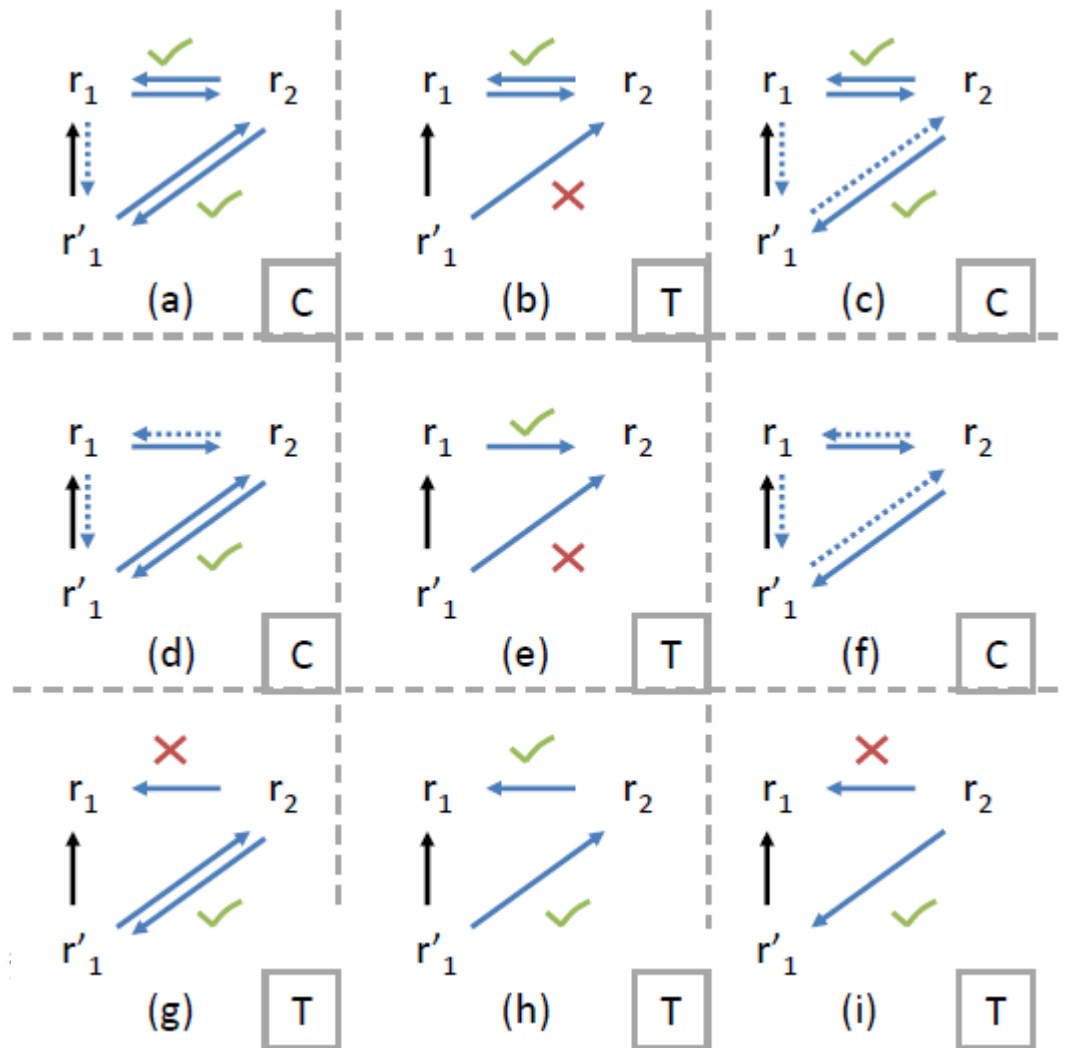 r1 r2 r1 r2 r1 r2
r'1 r'1 r'1
(a) C (b) T (c) C
r1 r2 r1 r2 r1 r2
r'1 r'1 r'1
(d) C (e) T (f) C
r1 r2 r1 r2 r1 r2
r'1 r'1 r'1
(g) T (h) T (i) T